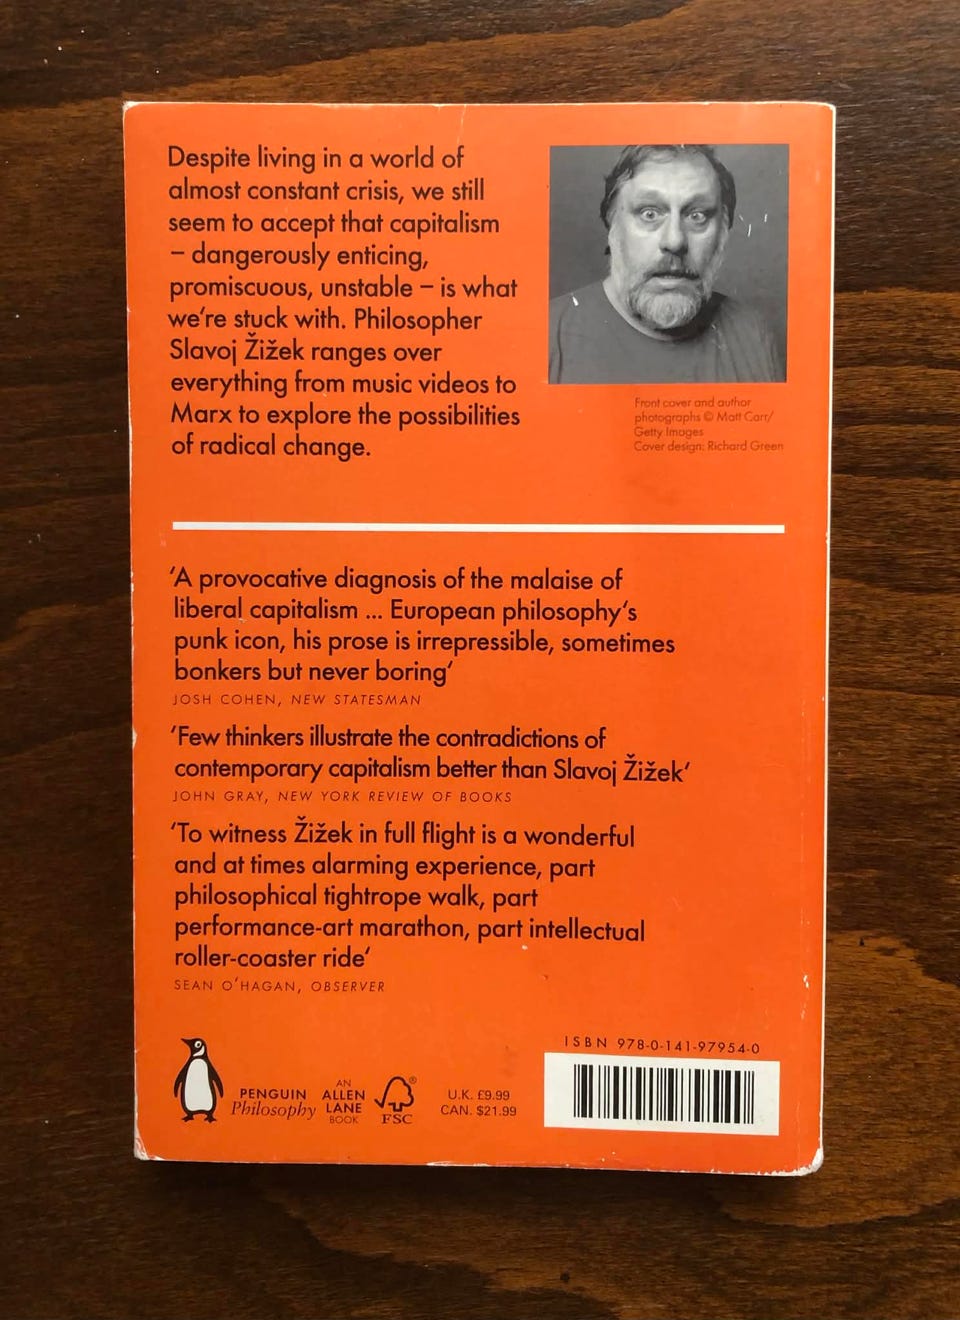 Despite living in a world of
almost constant crisis, we still
seem to accept that capitalism
– dangerously enticing,
promiscuous, unstable – is what
we're stuck with. Philosopher
Slavoj Žižek ranges over
everything from music videos to
Marx to explore the possibilities
of radical change.
Front cover and author
photographs © Matt Carr/
Getty Images
Cover design: Richard Green
‘A provocative diagnosis of the malaise of
liberal capitalism ... European philosophy‘s
punk icon, his prose is irrepressible, sometimes
bonkers but never boring‘
JOSH COHEN, NEW STATESMAN
‘Few thinkers illustrate the contradictions of
contemporary capitalism better than Slavoj Žižek‘
JOHN GRAY, NEW YORK REVIEW OF BOOKS
‘To witness Žižek in full flight is a wonderful
and at times alarming experience, part
philosophical tightrope walk, part
performance-art marathon, part intellectual
roller-coaster ride‘
SEAN O'HAGAN, OBSERVER
PENGUIN
Philosophy
AN
ALLEN
LANE
BOOK
®
FSC
U.K. £9.99
CAN. $21.99
ISBN 978-0-141-97954-0